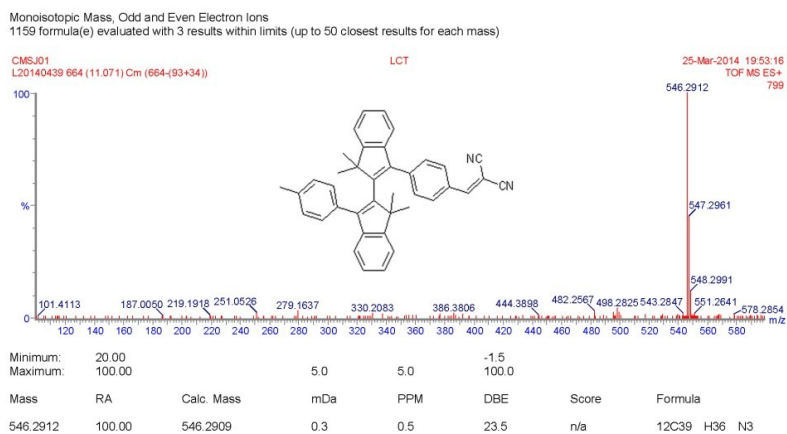 Monoisotopic Mass, Odd and Even Electron Ions
1159 formula(e) evaluated with 3 results within limits (up to 50 closest results for each mass)
CMSJ01 LCT 25-Mar-2014 19:53:16
L20140439 664 (11.071) Cm (664-(93+34)) TOF MS ES+
799
100
546.2912
NC
CN
%
547.2961
548.2991
101.4113 187.0050 219.1918 251.0526 279.1637 330.2083 386.3806 444.3898 482.2567 498.2825 543.2847 551.2641 578.2854
0
120 140 160 180 200 220 240 260 280 300 320 340 360 380 400 420 440 460 480 500 520 540 560 580 m/z
Minimum: 20.00 -1.5
Maximum: 100.00 5.0 5.0 100.0
Mass RA Calc. Mass mDa PPM DBE Score Formula
546.2912 100.00 546.2909 0.3 0.5 23.5 n/a 12C39 H36 N3